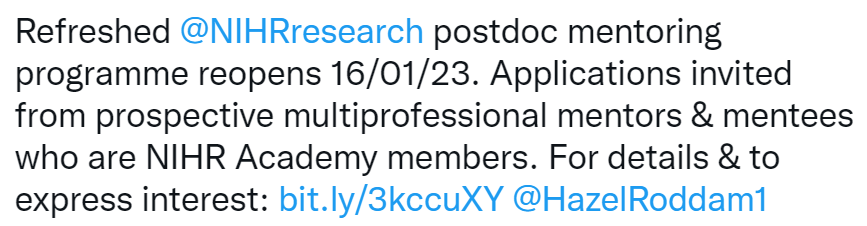 Refreshed @NIHRresearch postdoc mentoring
programme reopens 16/01/23. Applications invited
from prospective multiprofessional mentors & mentees
who are NIHR Academy members. For details & to
express interest: bit.ly/3kccuXY @HazelRoddam1